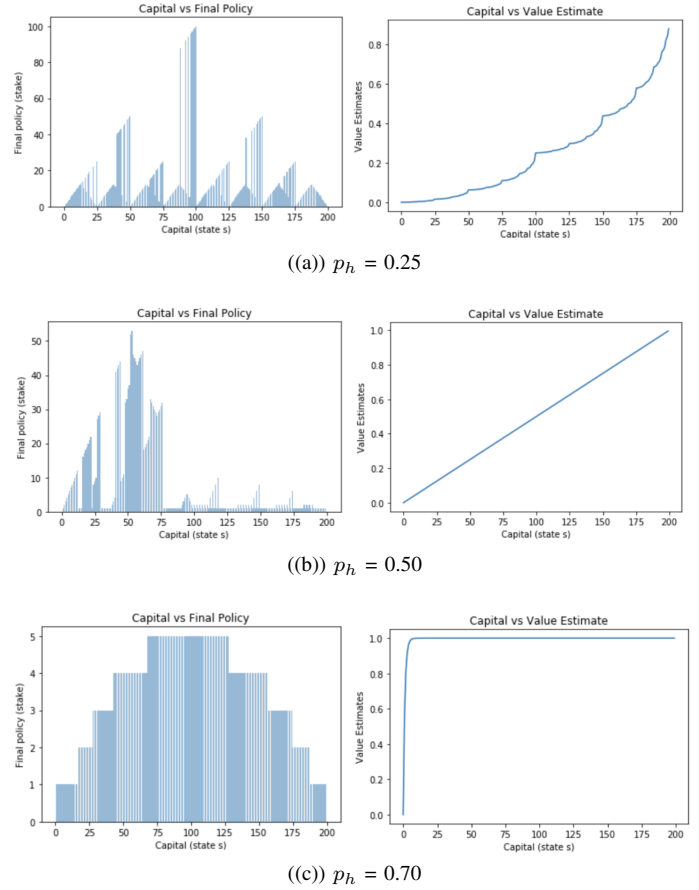 Capital vs Final Policy
Final policy (stake)
100
80
60
40
20
0
0 25 50 75 100 125 150 175 200
Capital (state s)
Capital vs Value Estimate
Value Estimates
0.8
0.6
0.4
0.2
0.0
0 25 50 75 100 125 150 175 200
Capital (state s)
((a)) p_h = 0.25
Capital vs Final Policy
Final policy (stake)
50
40
30
20
10
0
0 25 50 75 100 125 150 175 200
Capital (state s)
Capital vs Value Estimate
Value Estimates
1.0
0.8
0.6
0.4
0.2
0.0
0 25 50 75 100 125 150 175 200
Capital (state s)
((b)) p_h = 0.50
Capital vs Final Policy
Final policy (stake)
5
4
3
2
1
0
0 25 50 75 100 125 150 175 200
Capital (state s)
Capital vs Value Estimate
Value Estimates
1.0
0.8
0.6
0.4
0.2
0.0
0 25 50 75 100 125 150 175 200
Capital (state s)
((c)) p_h = 0.70